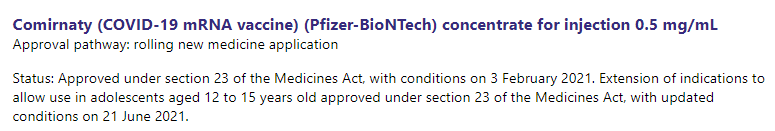 Comirnaty (COVID-19 mRNA vaccine) (Pfizer-BioNTech) concentrate for injection 0.5 mg/mL
Approval pathway: rolling new medicine application
Status: Approved under section 23 of the Medicines Act, with conditions on 3 February 2021. Extension of indications to
allow use in adolescents aged 12 to 15 years old approved under section 23 of the Medicines Act, with updated
conditions on 21 June 2021.